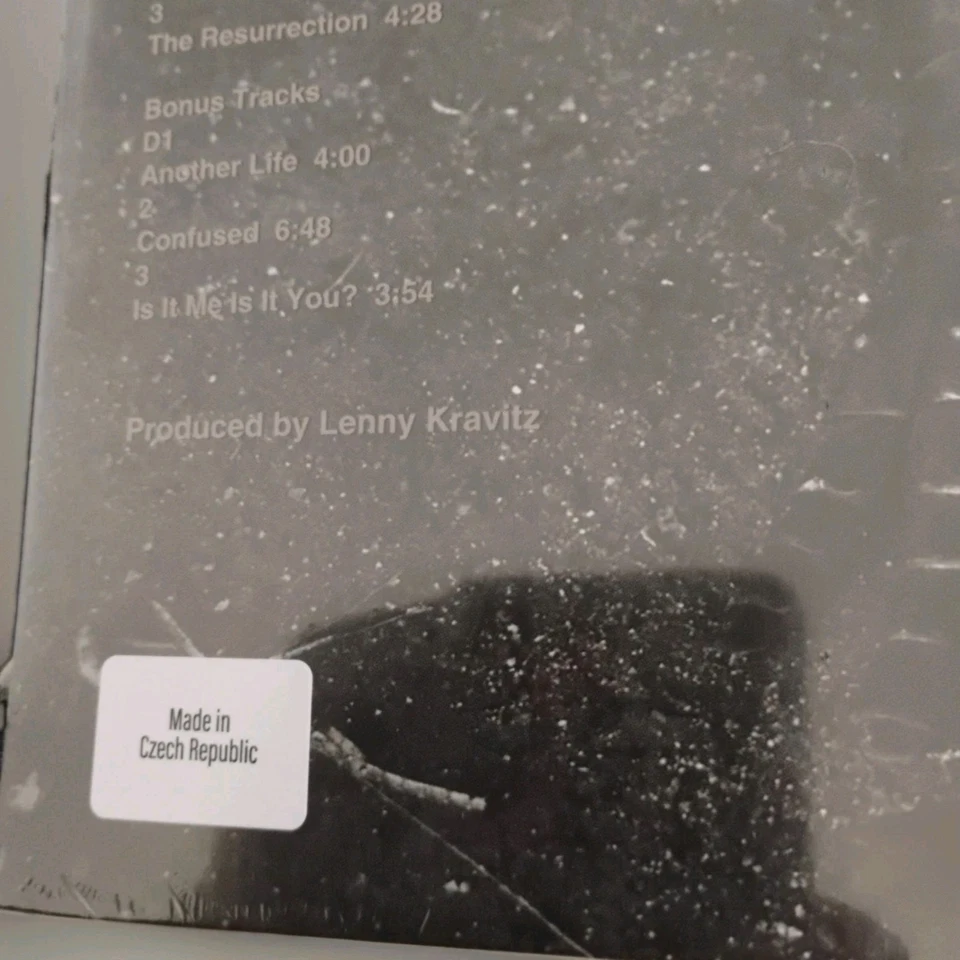 3
The Resurrection 4:28
Bonus Tracks
D1
Another Life 4:00
2
Confused 6:48
3
Is It Me Is It You? 3:54
Produced by Lenny Kravitz
Made in
Czech Republic